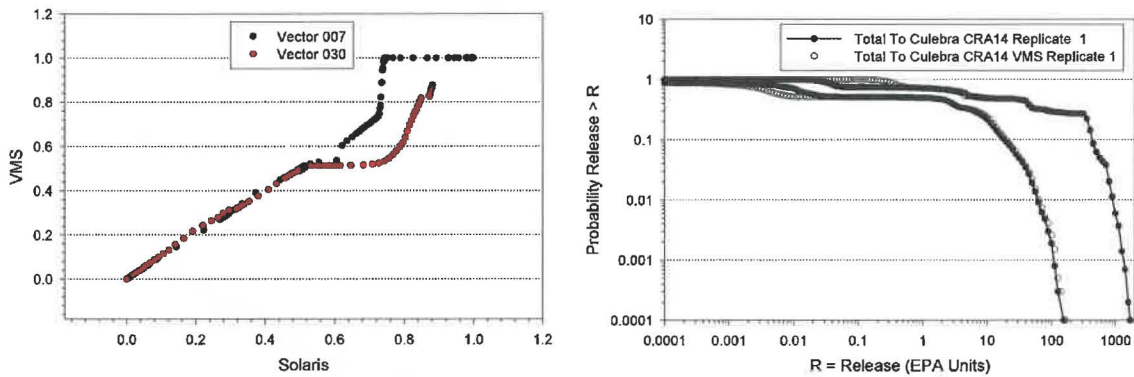 Vector 007
Vector 030
1.0
0.8
0.6
0.4
0.2
0.0
VMS
0.0 0.2 0.4 0.6 0.8 1.0 1.2
Solaris
Total To Culebra CRA14 Replicate 1
Total To Culebra CRA14 VMS Replicate 1
10
1
0.1
0.01
0.001
0.0001
Probability Release > R
0.0001 0.001 0.01 0.1 1 10 100 1000
R = Release (EPA Units)